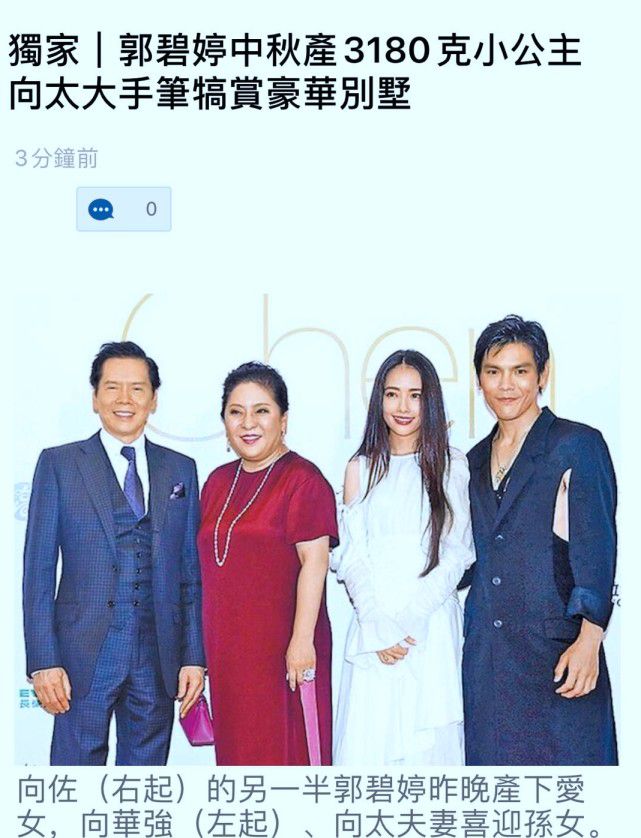 獨家｜郭碧婷中秋產3180克小公主
向太大手筆犒賞豪華別墅
3分鐘前
0
Chen
長榮
向佐（右起）的另一半郭碧婷昨晚產下愛
女，向華強（左起）、向太夫妻喜迎孫女。